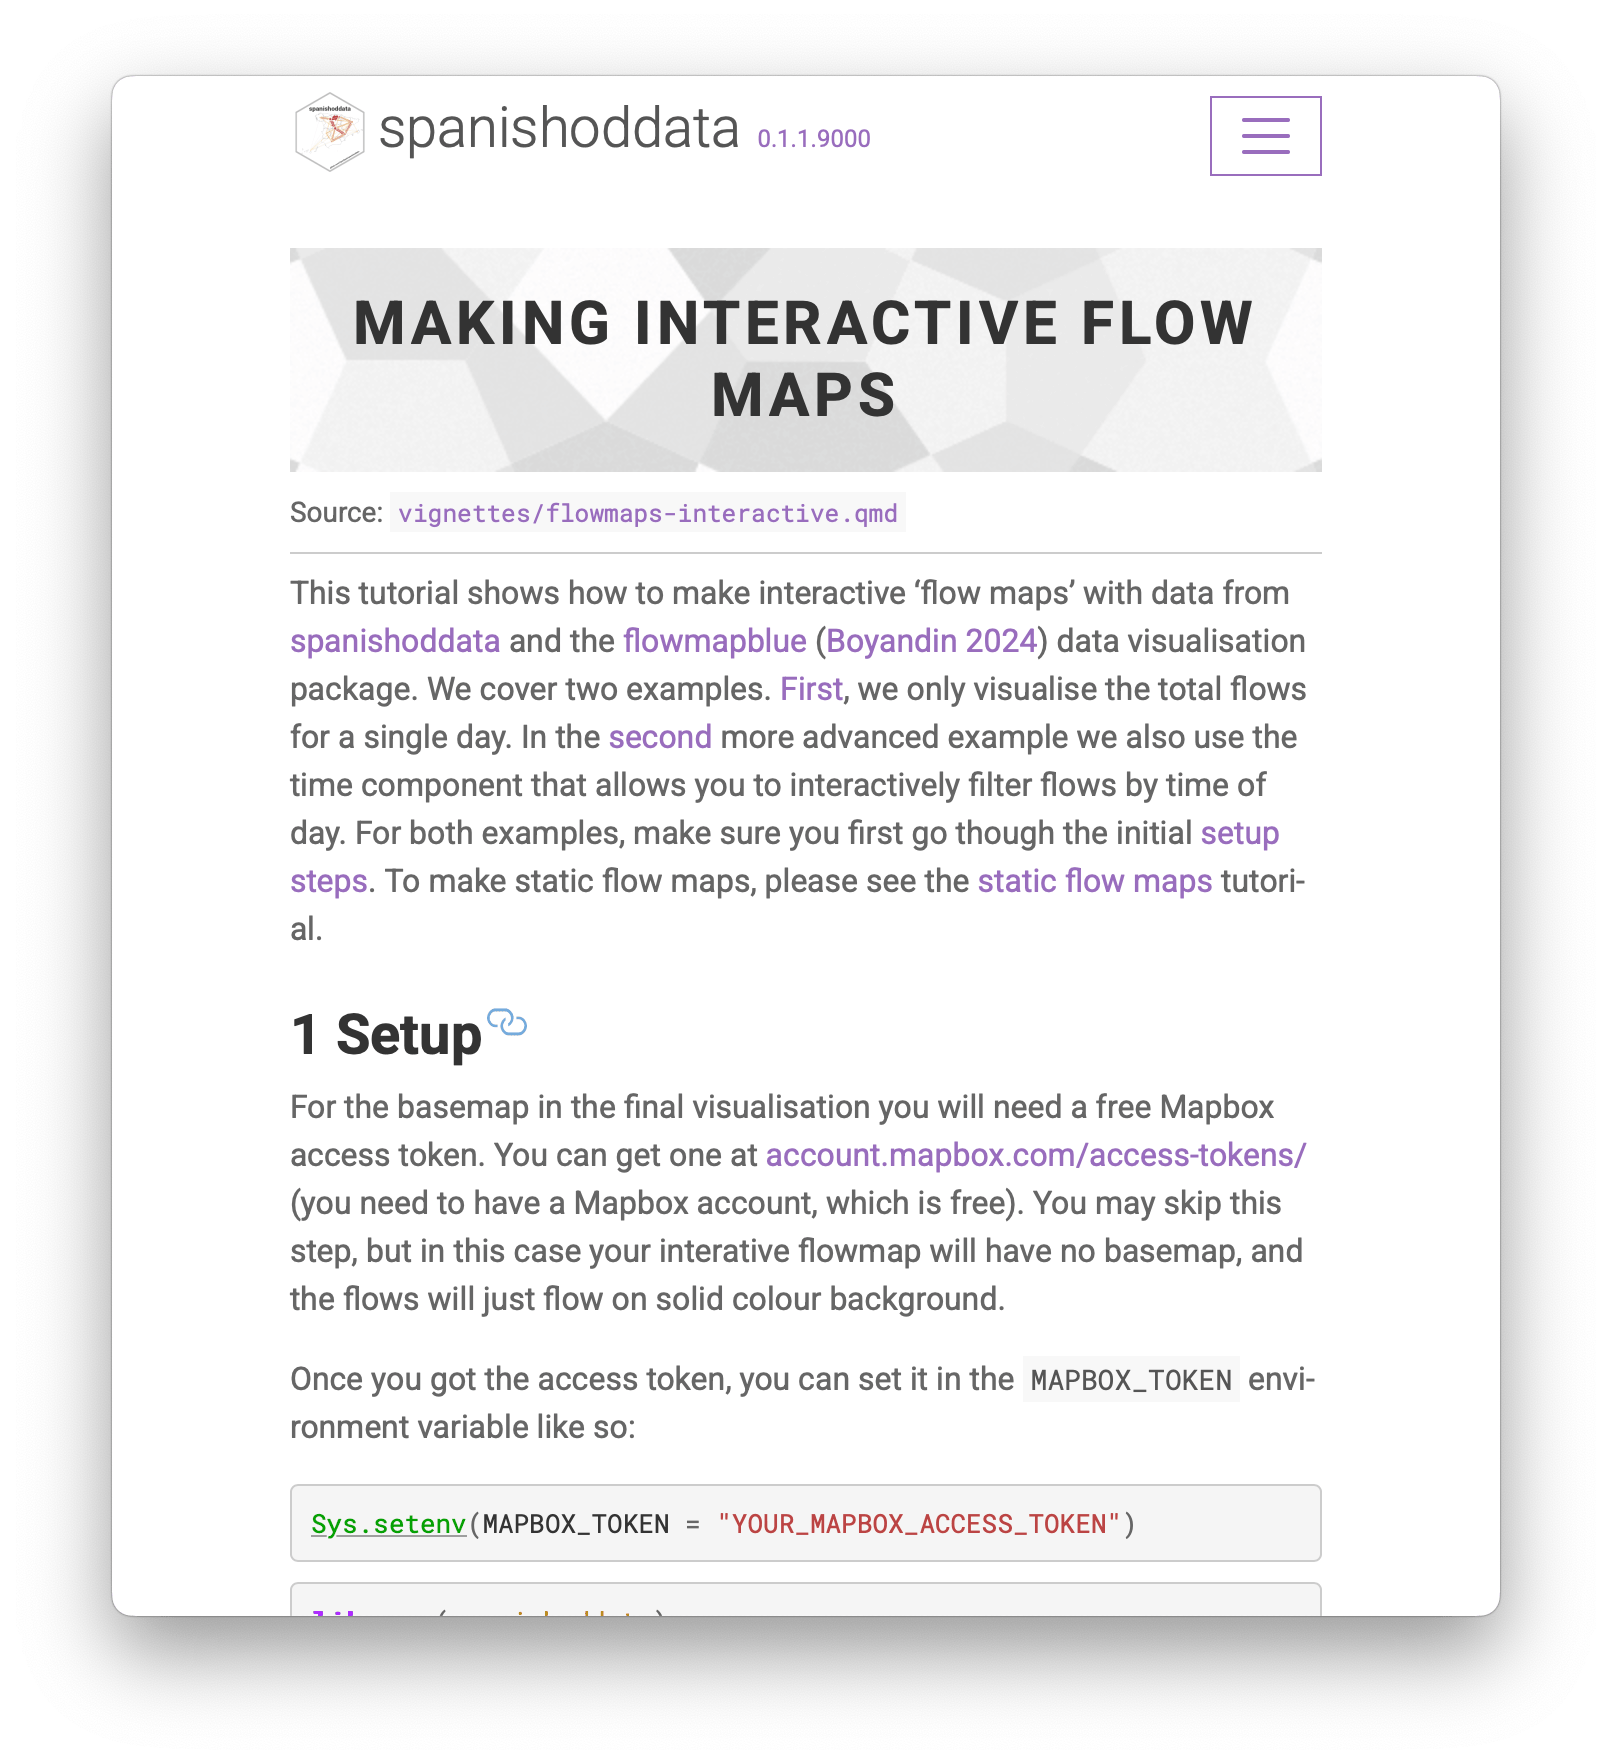 spanishoddata
spanishoddata 0.1.1.9000
MAKING INTERACTIVE FLOW
MAPS
Source: vignettes/flowmaps-interactive.qmd
This tutorial shows how to make interactive ‘flow maps’ with data from
spanishoddata and the flowmapblue (Boyandin 2024) data visualisation
package. We cover two examples. First, we only visualise the total flows
for a single day. In the second more advanced example we also use the
time component that allows you to interactively filter flows by time of
day. For both examples, make sure you first go though the initial setup
steps. To make static flow maps, please see the static flow maps tutori-
al.
1 Setup
For the basemap in the final visualisation you will need a free Mapbox
access token. You can get one at account.mapbox.com/access-tokens/
(you need to have a Mapbox account, which is free). You may skip this
step, but in this case your interative flowmap will have no basemap, and
the flows will just flow on solid colour background.
Once you got the access token, you can set it in the MAPBOX_TOKEN envi-
ronment variable like so:
Sys.setenv(MAPBOX_TOKEN = "YOUR_MAPBOX_ACCESS_TOKEN")